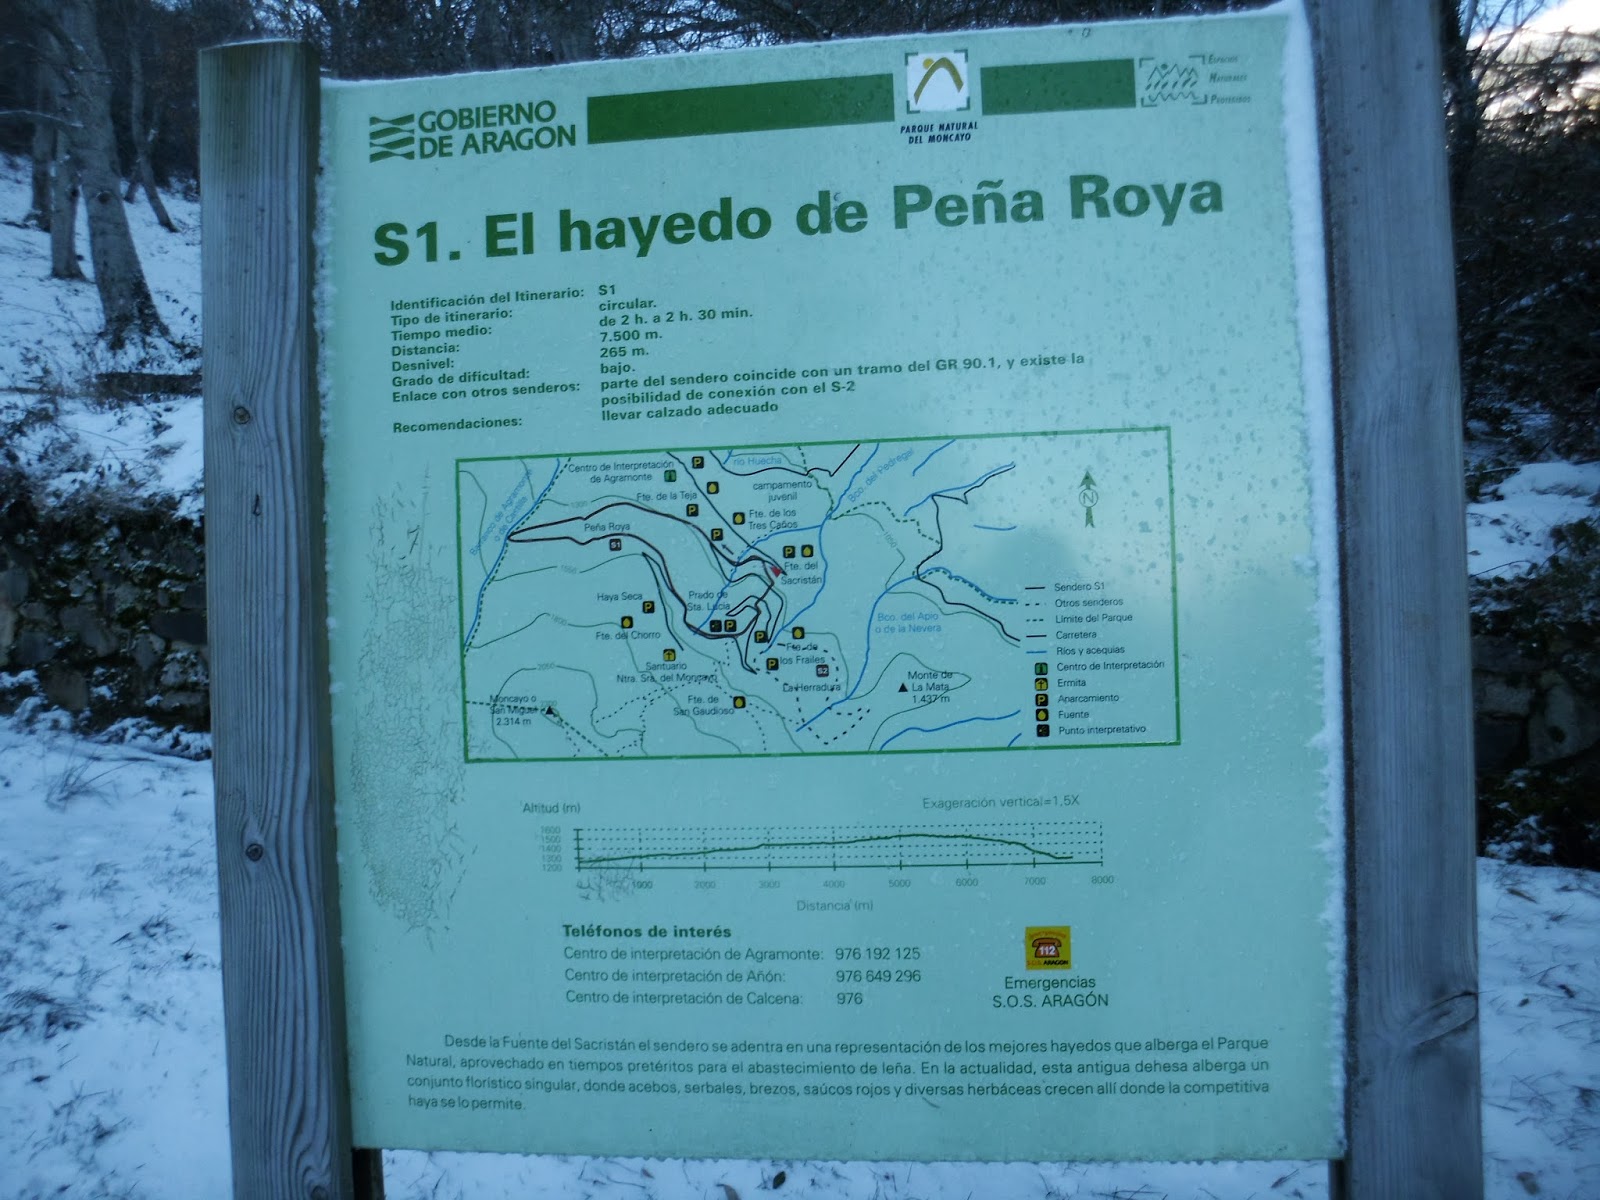 GOBIERNO
DE ARAGON
PARQUE NATURAL
DEL MONCAYO
ESPACIOS
NATURALES
PROTEGIDOS
S1. El hayedo de Peña Roya
Identificación del Itinerario: S1
Tipo de itinerario: circular.
Tiempo medio: de 2 h. a 2 h. 30 min.
Distancia: 7.500 m.
Desnivel: 265 m.
Grado de dificultad: bajo.
Enlace con otros senderos: parte del sendero coincide con un tramo del GR 90.1, y existe la
posibilidad de conexión con el S-2
Recomendaciones: llevar calzado adecuado
Centro de Interpretación
de Agramonte
P
río Huecha
campamento
juvenil
Bco. del Pedregal
Barranco de Agramonte
Fte. de la Teja
P
Fte. de los
Tres Caños
N
Peña Roya
S1
P
P
Fte. del
Sacristán
Haya Seca
P
Prado de
Sta. Lucía
P
Fte. del Chorro
P
Bco. del Apio
o de la Nevera
Fte. de
los Frailes
P
S2
Santuario
Ntra. Sra. del Moncayo
La Herradura
Monte de
La Mata
1.437 m
Moncayo o
San Miguel
2.314 m
Fte. de
San Gaudioso
Sendero S1
Otros senderos
Límite del Parque
Carretera
Ríos y acequias
Centro de Interpretación
Ermita
P Aparcamiento
Fuente
Punto interpretativo
Altitud (m)
Exageración vertical=1,5X
1600
1500
1400
1300
1200
0 1000 2000 3000 4000 5000 6000 7000 8000
Distancia (m)
Teléfonos de interés
Centro de interpretación de Agramonte: 976 192 125
Centro de interpretación de Añón: 976 649 296
Centro de interpretación de Calcena: 976
112
S.O.S. ARAGON
Emergencias
S.O.S. ARAGÓN
Desde la Fuente del Sacristán el sendero se adentra en una representación de los mejores hayedos que alberga el Parque
Natural, aprovechado en tiempos pretéritos para el abastecimiento de leña. En la actualidad, esta antigua dehesa alberga un
conjunto florístico singular, donde acebos, serbales, brezos, saúcos rojos y diversas herbáceas crecen allí donde la competitiva
haya se lo permite.